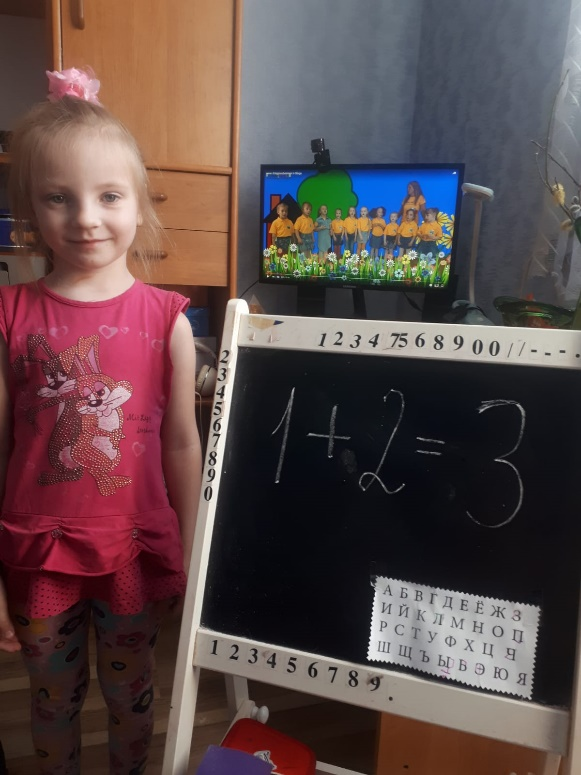 1 2 3 4 7 5 6 8 9 0 0 / / - - - -
2 3 4 5 6 7 8 9 0
1 + 2 = 3
А Б В Г Д Е Ё Ж З
И Й К Л М Н О П
Р С Т У Ф Х Ц Ч
Ш Щ Ъ Ы Ь Э Ю Я
1 2 3 4 5 6 7 8 9